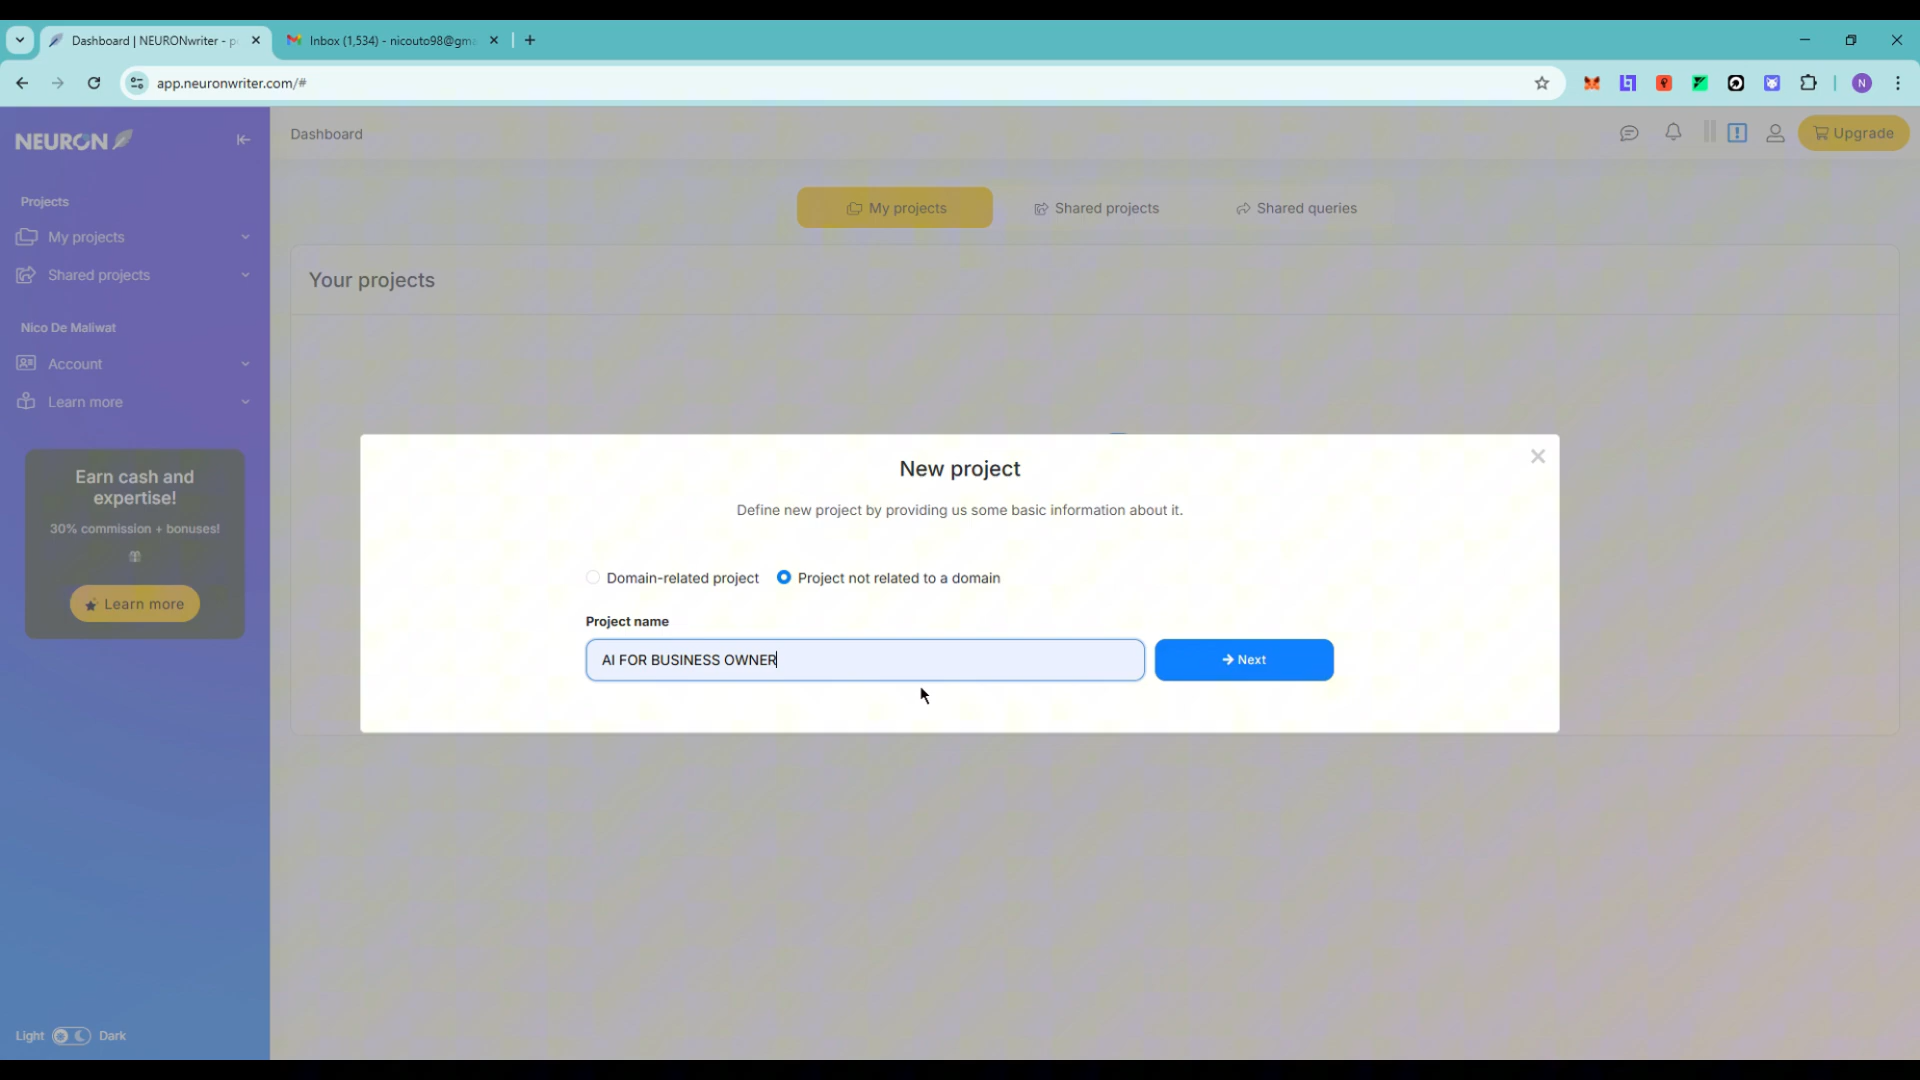 Dashboard | NEURONwriter - p
Inbox (1,534) - nicouto98@gm
app.neuronwriter.com/#
N
NEURON
Dashboard
Upgrade
Projects
My projects
Shared projects
Nico De Maliwat
Account
Learn more
Earn cash and
expertise!
30% commission + bonuses!
Learn more
Light
Dark
My projects
Shared projects
Shared queries
Your projects
New project
Define new project by providing us some basic information about it.
Domain-related project
Project not related to a domain
Project name
AI FOR BUSINESS OWNER
Next